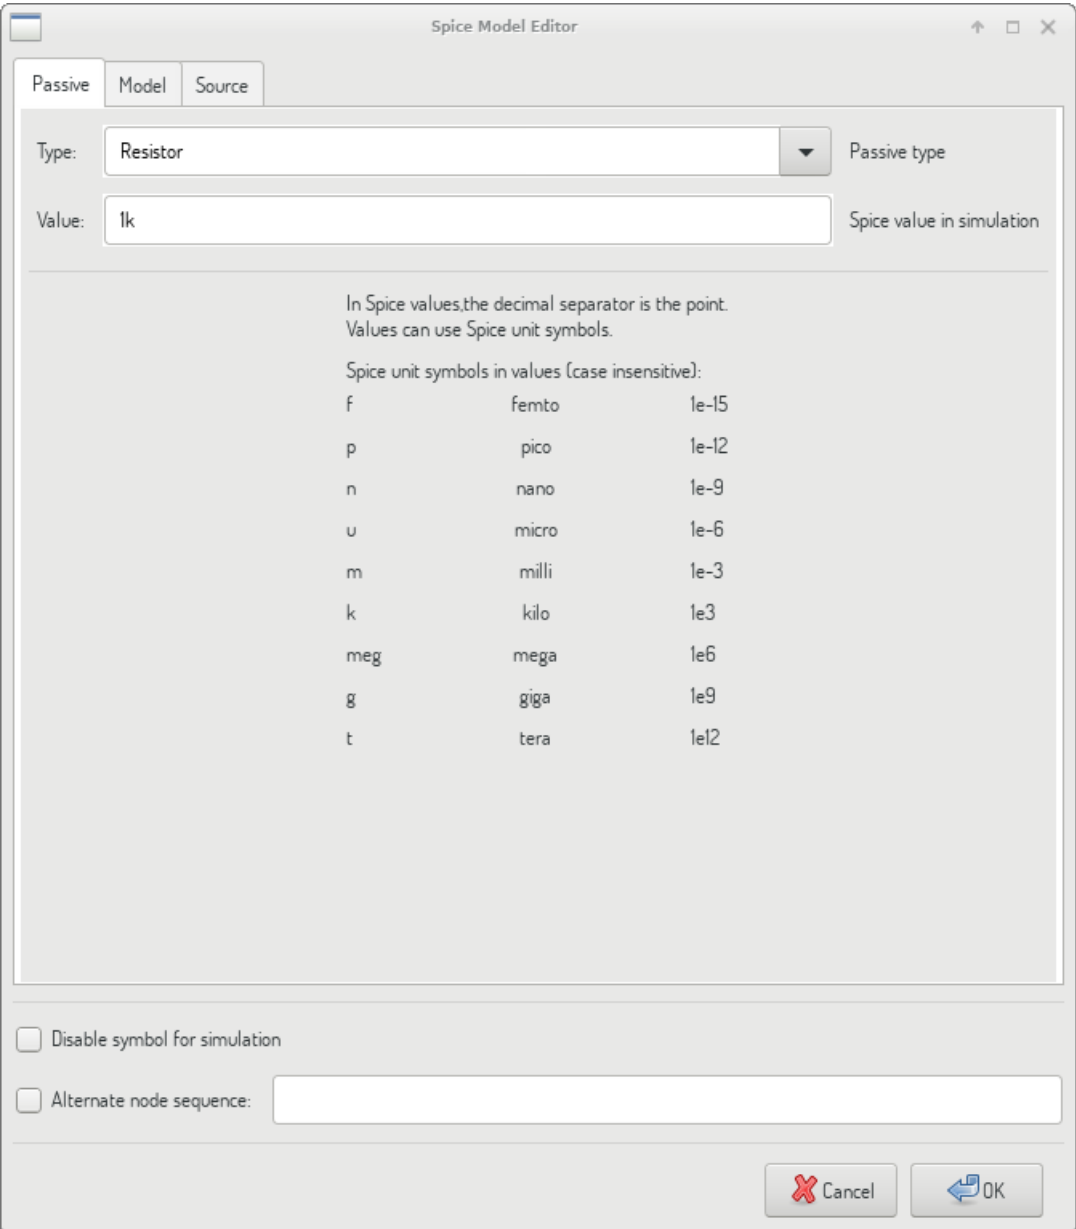 Spice Model Editor
Passive Model Source
Type: Resistor Passive type
Value: 1k Spice value in simulation
In Spice values,the decimal separator is the point.
Values can use Spice unit symbols.
Spice unit symbols in values (case insensitive):
f femto 1e-15
p pico 1e-12
n nano 1e-9
u micro 1e-6
m milli 1e-3
k kilo 1e3
meg mega 1e6
g giga 1e9
t tera 1e12
Disable symbol for simulation
Alternate node sequence:
Cancel OK